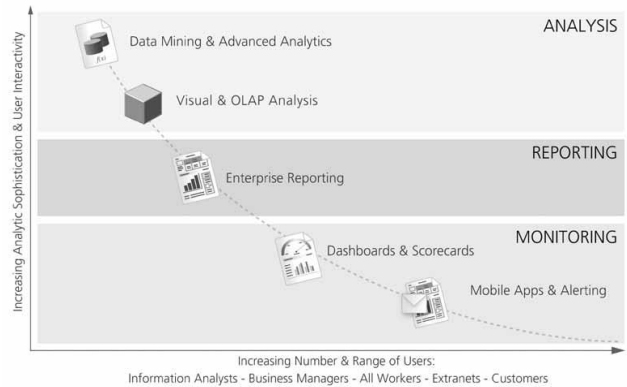 ANALYSIS
Data Mining & Advanced Analytics
f(x)
Visual & OLAP Analysis
REPORTING
Enterprise Reporting
MONITORING
Dashboards & Scorecards
Mobile Apps & Alerting
Increasing Analytic Sophistication & User Interactivity
Increasing Number & Range of Users:
Information Analysts - Business Managers - All Workers - Extranets - Customers